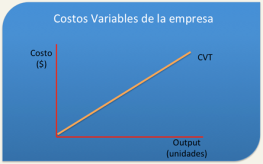 Costos Variables de la empresa
Costo
($)
CVT
Output
(unidades)